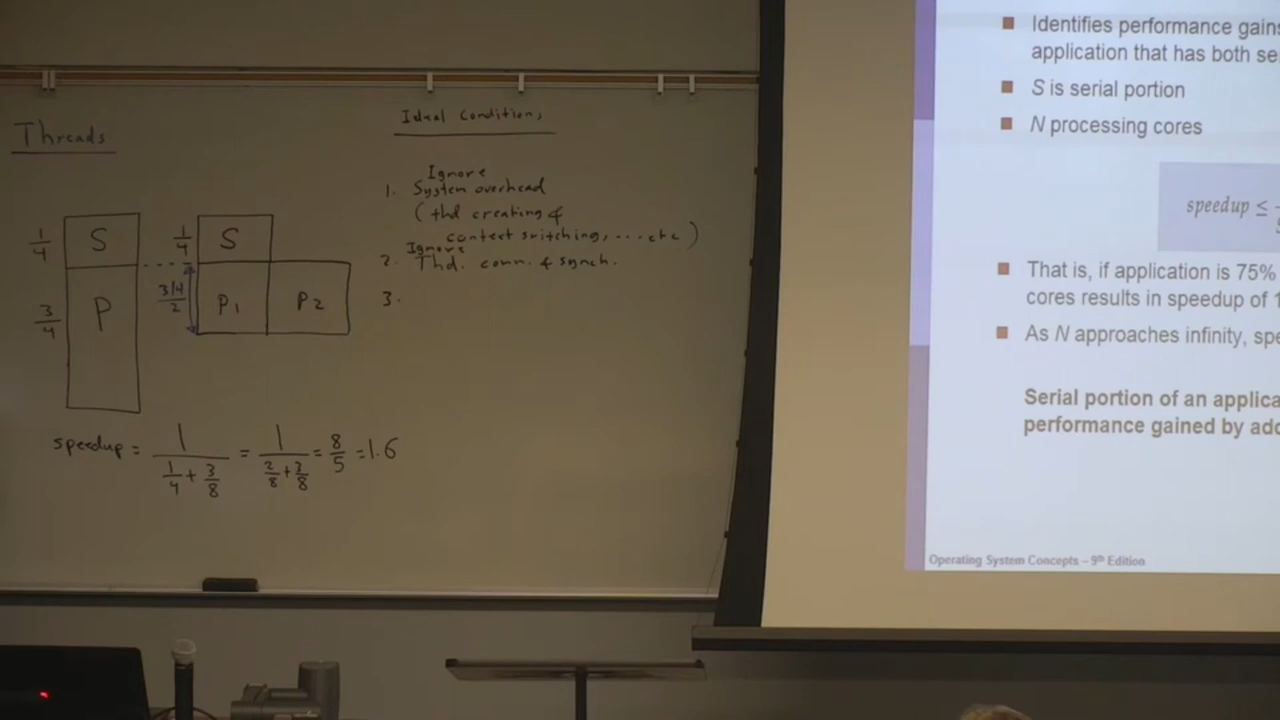 Threads
1/4 S
3/4 P
1/4 S
3/4/2 P1 P2
speedup = 1/(1/4 + 3/8) = 1/(2/8 + 3/8) = 8/5 = 1.6
Ideal Conditions
Ignore
1. System overhead
(thd creating &
context switching, ... etc)
Ignore
2. Thd. comm. & synch.
3.
Identifies performance gains
application that has both se
S is serial portion
N processing cores
speedup ≤
That is, if application is 75%
cores results in speedup of 1
As N approaches infinity, spe
Serial portion of an applica
performance gained by add
Operating System Concepts – 9th Edition